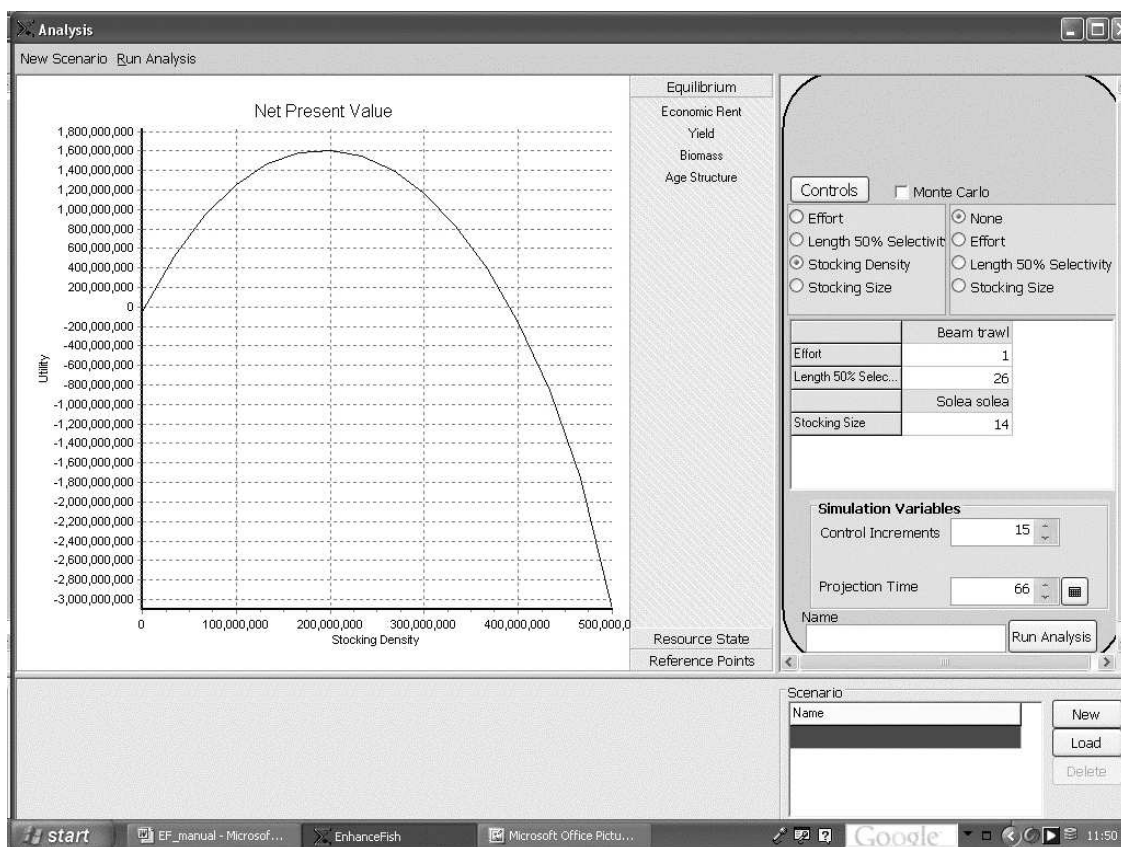 Analysis
New Scenario Run Analysis
Net Present Value
1,800,000,000
1,600,000,000
1,400,000,000
1,200,000,000
1,000,000,000
800,000,000
600,000,000
400,000,000
200,000,000
0
-200,000,000
-400,000,000
-600,000,000
-800,000,000
-1,000,000,000
-1,200,000,000
-1,400,000,000
-1,600,000,000
-1,800,000,000
-2,000,000,000
-2,200,000,000
-2,400,000,000
-2,600,000,000
-2,800,000,000
-3,000,000,000
Utility
0 100,000,000 200,000,000 300,000,000 400,000,000 500,000,0
Stocking Density
Equilibrium
Economic Rent
Yield
Biomass
Age Structure
Resource State
Reference Points
Controls Monte Carlo
Effort
Length 50% Selectivit
Stocking Density
Stocking Size
None
Effort
Length 50% Selectivity
Stocking Size
Beam trawl
Effort 1
Length 50% Selec... 26
Solea solea
Stocking Size 14
Simulation Variables
Control Increments 15
Projection Time 66
Name
Run Analysis
Scenario
Name
New
Load
Delete
start EF_manual - Microsof... EnhanceFish Microsoft Office Pictu... Google 11:50